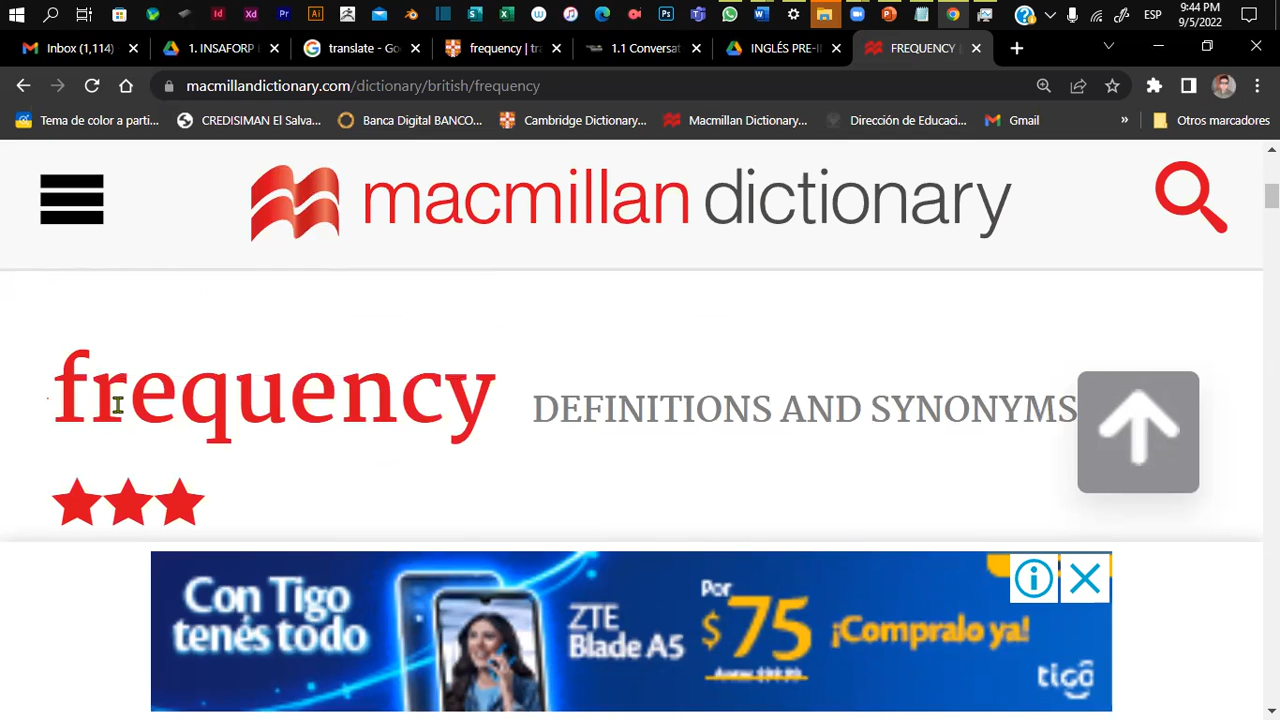 9:44 PM
ESP
9/5/2022
Inbox (1,114)
1. INSAFORP
translate - Go
frequency | tra
1.1 Conversat
INGLÉS PRE-I
FREQUENCY
macmillandictionary.com/dictionary/british/frequency
Tema de color a parti...
CREDISIMAN El Salva...
Banca Digital BANCO...
Cambridge Dictionary...
Macmillan Dictionary...
Dirección de Educaci...
Gmail
»
Otros marcadores
macmillan dictionary
frequency DEFINITIONS AND SYNONYMS
Con Tigo
tenés todo
ZTE
Blade A5
Por
$75
¡Compralo ya!
tigo